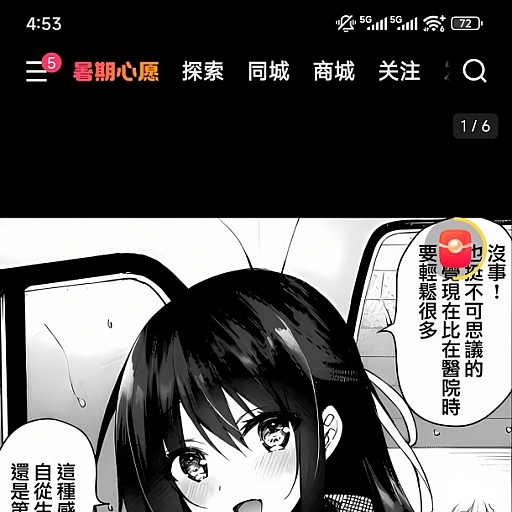 4:53
5G 5G 72
5
暑期心愿 探索 同城 商城 关注
1/6
沒事！
也挺不可思議的
覺現在比在醫院時
要輕鬆很多
這種感
自從生
還是第